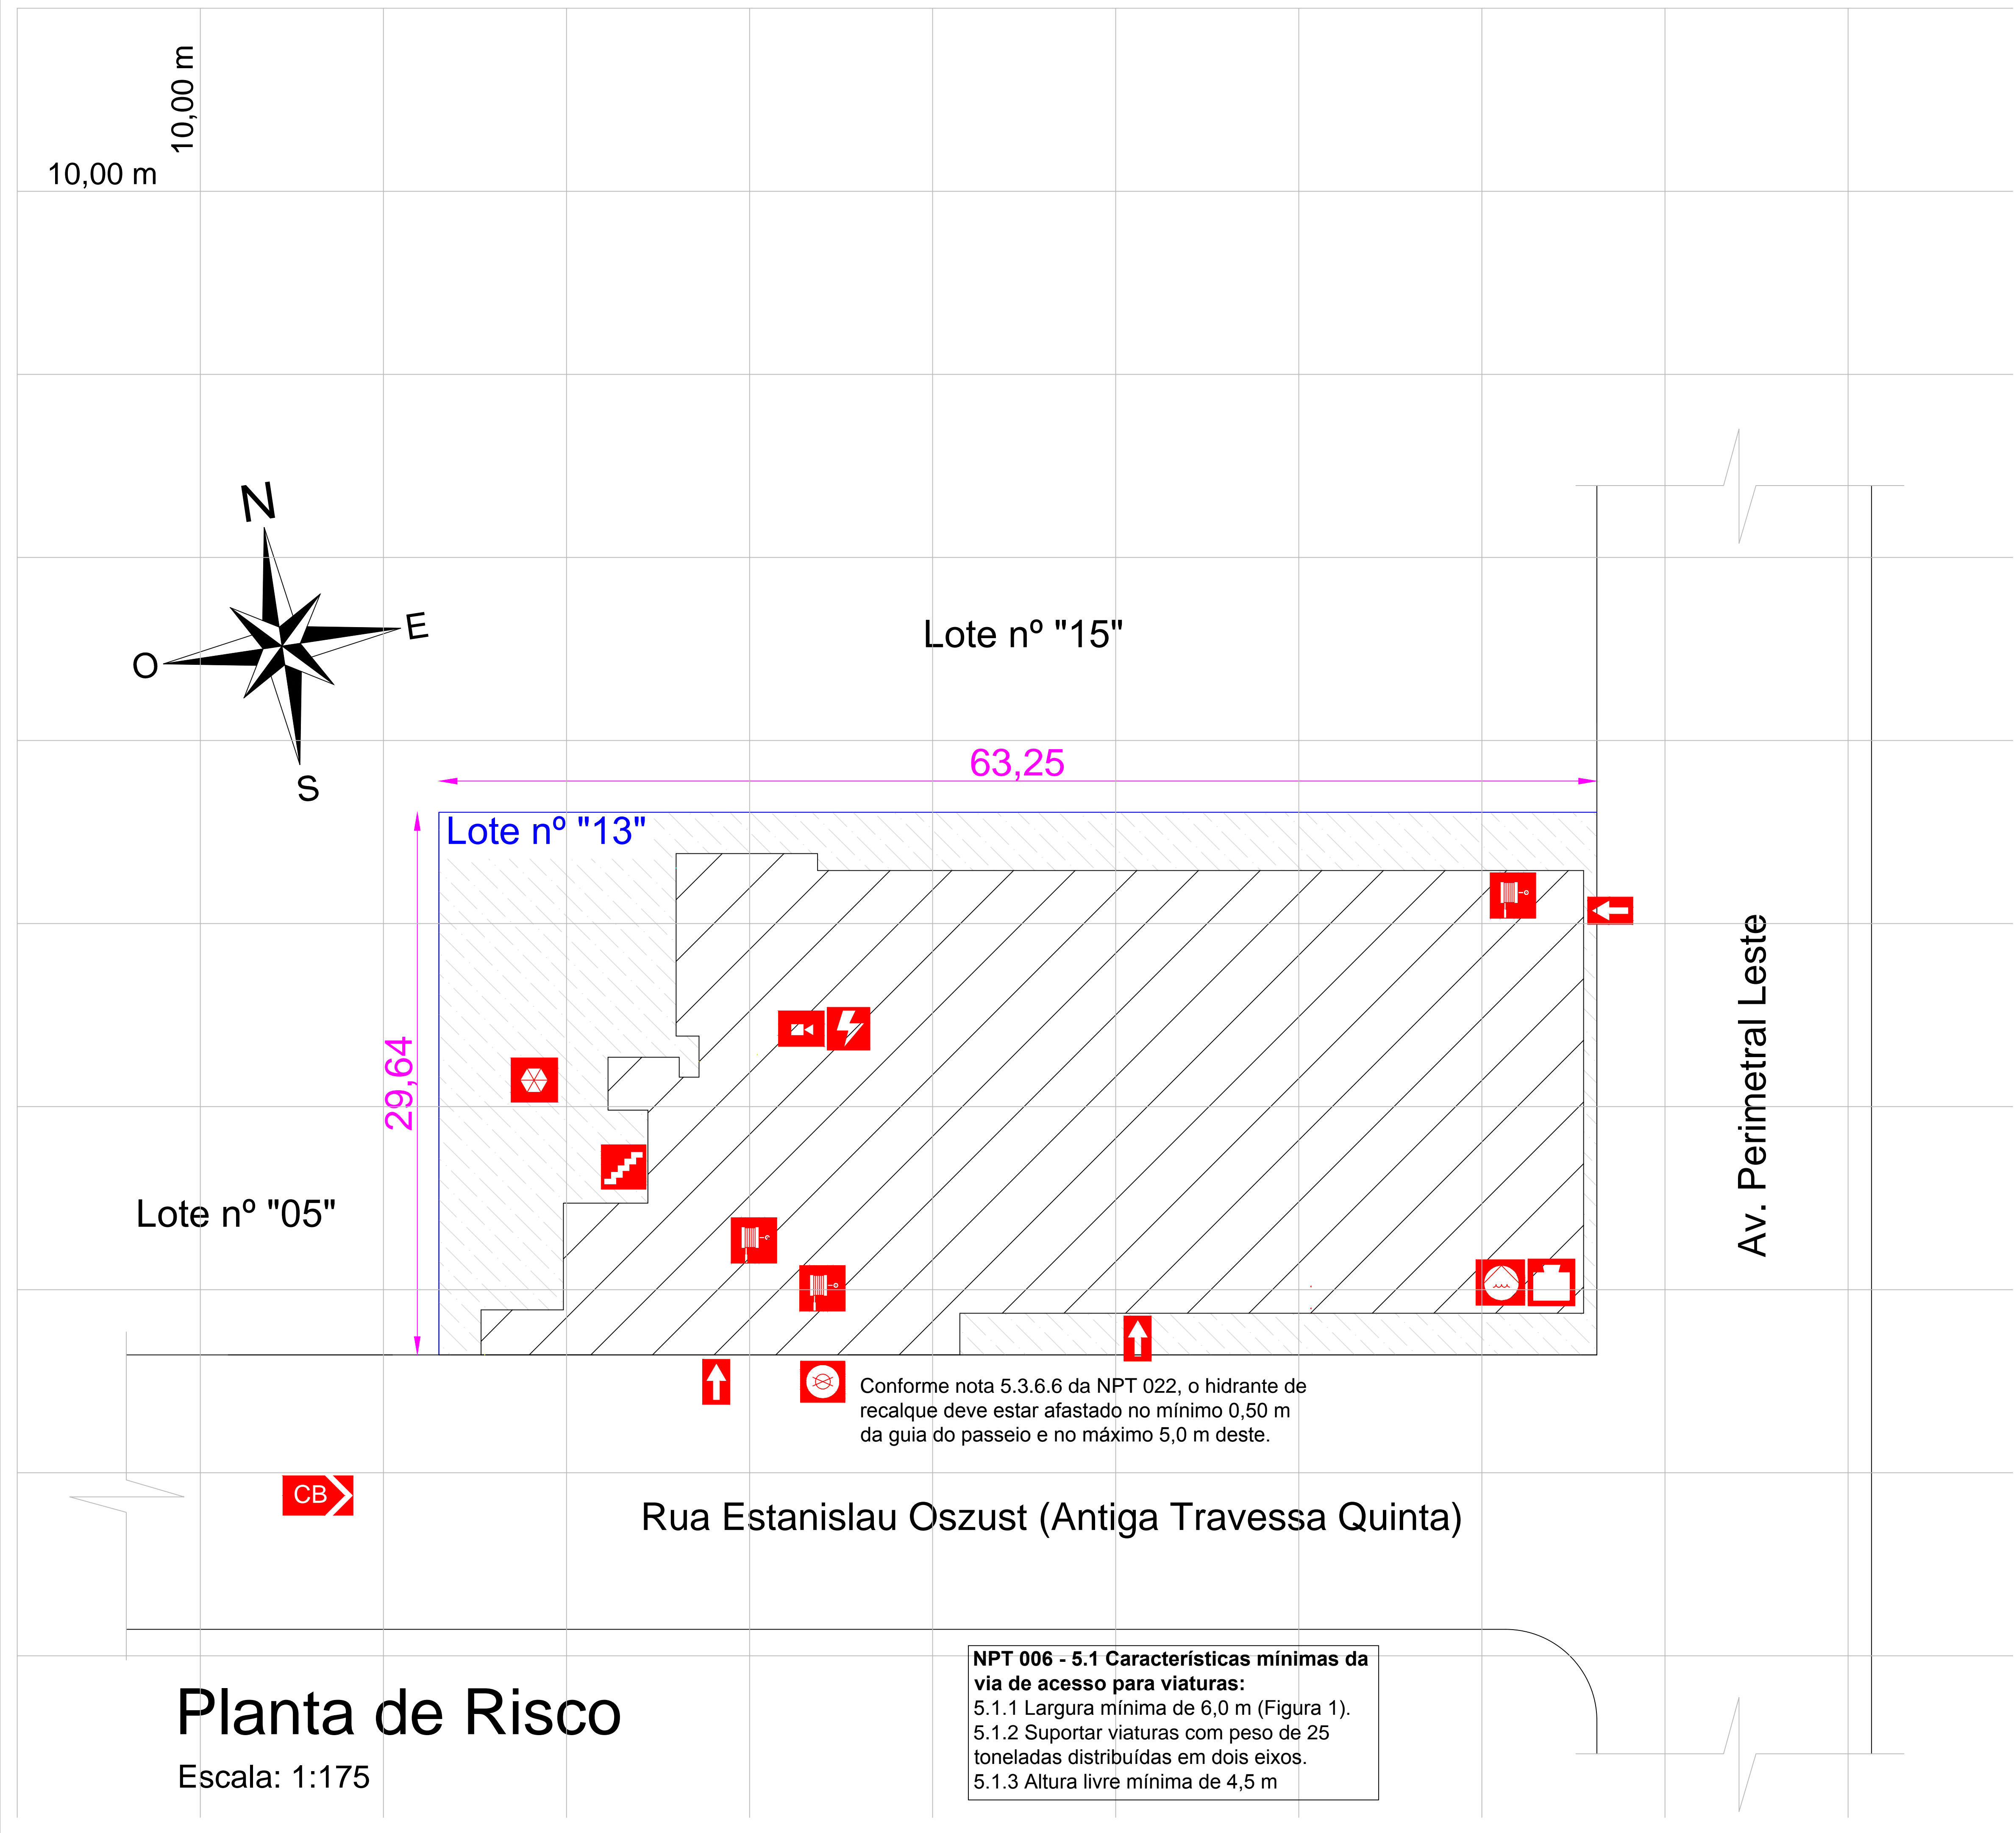 10,00 m
10,00 m
N
E
O
S
Lote nº "15"
63,25
Lote nº "13"
29,64
Av. Perimetral Leste
Lote nº "05"
Conforme nota 5.3.6.6 da NPT 022, o hidrante de
recalque deve estar afastado no mínimo 0,50 m
da guia do passeio e no máximo 5,0 m deste.
CB
Rua Estanislau Oszust (Antiga Travessa Quinta)
NPT 006 - 5.1 Características mínimas da
via de acesso para viaturas:
5.1.1 Largura mínima de 6,0 m (Figura 1).
5.1.2 Suportar viaturas com peso de 25
toneladas distribuídas em dois eixos.
5.1.3 Altura livre mínima de 4,5 m
Planta de Risco
Escala: 1:175